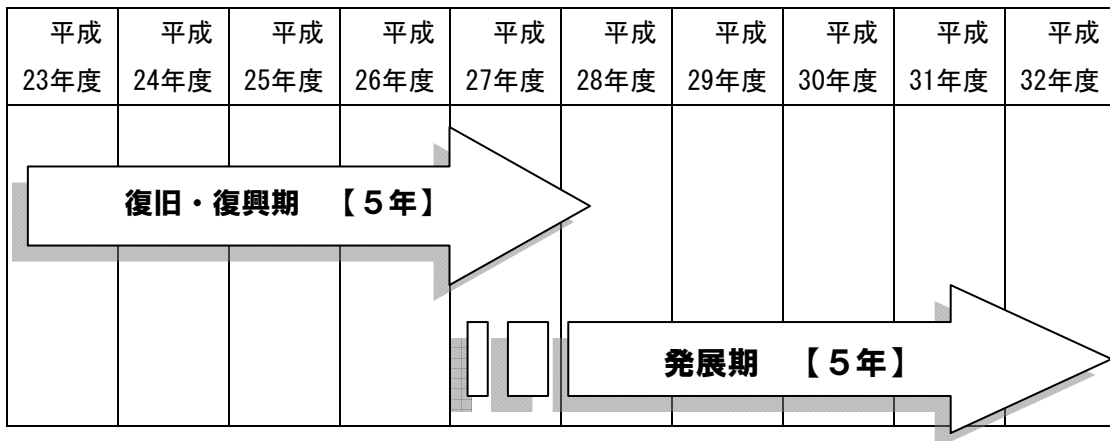 平成 平成 平成 平成 平成 平成 平成 平成 平成 平成
23年度 24年度 25年度 26年度 27年度 28年度 29年度 30年度 31年度 32年度
復旧・復興期 【5年】
発展期 【5年】